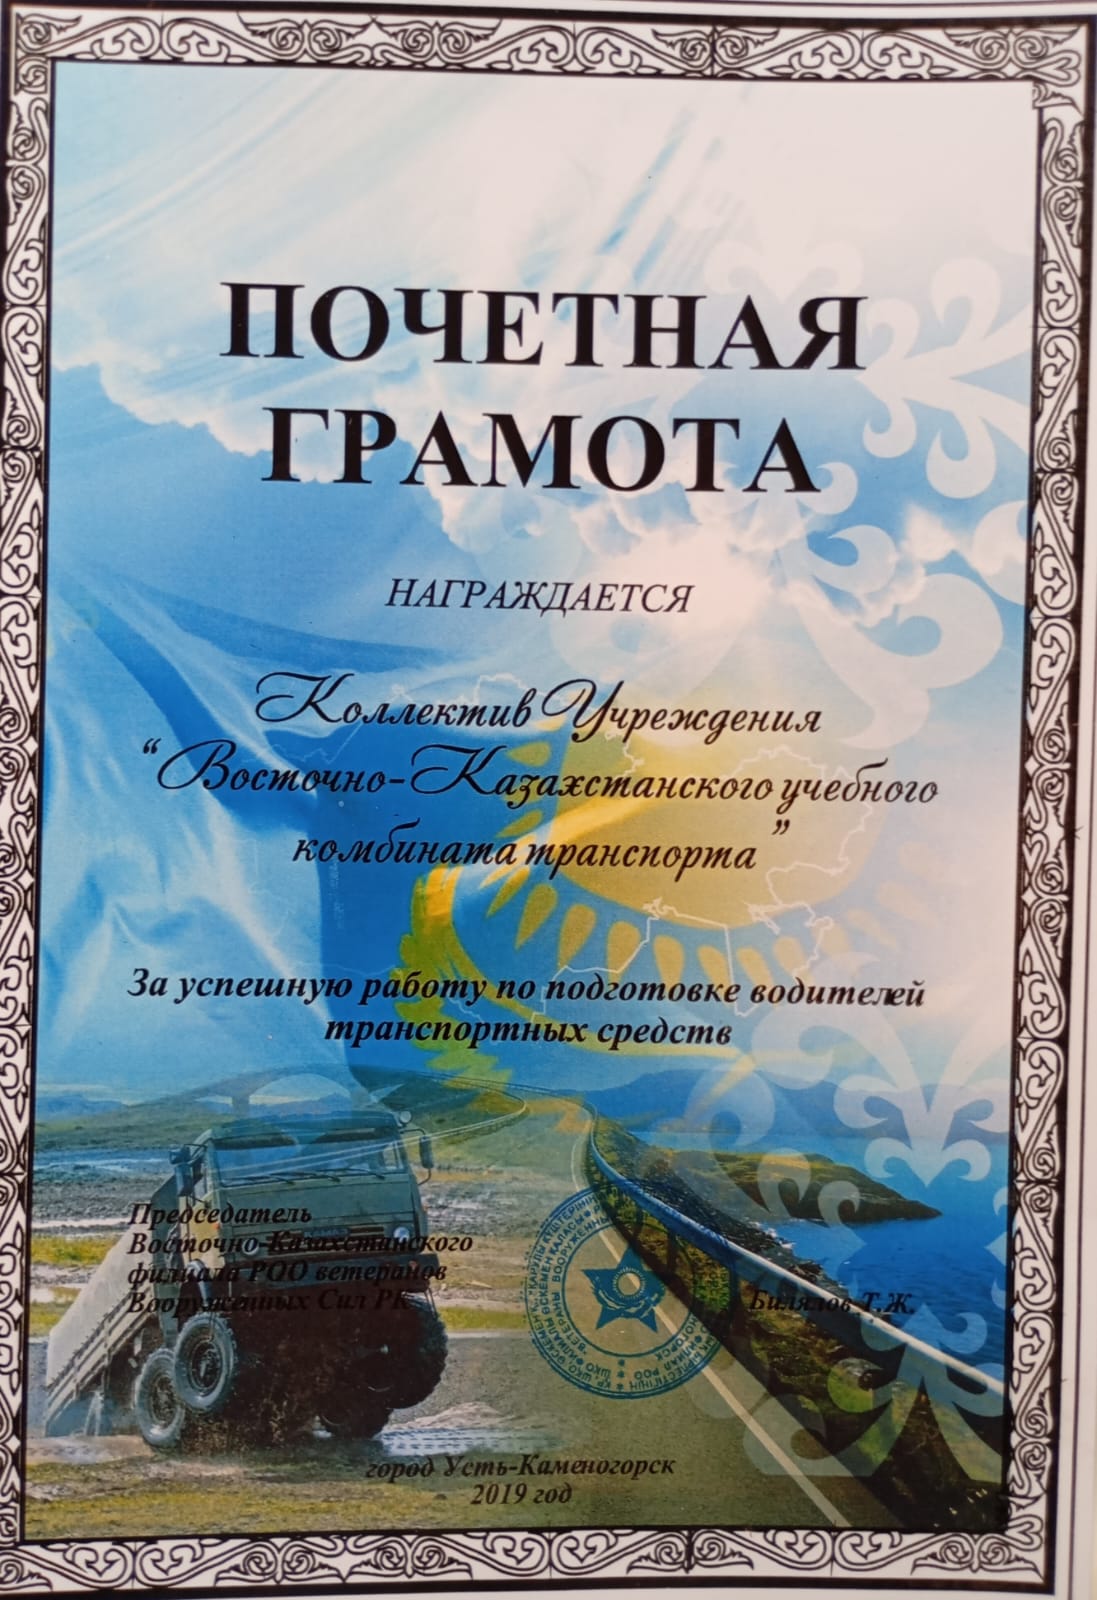 ПОЧЕТНАЯ
ГРАМОТА
НАГРАЖДАЕТСЯ
Коллектив Учреждения
“Восточно-Казахстанского учебного
комбината транспорта”
За успешную работу по подготовке водителей
транспортных средств
Председатель
Восточно-Казахстанского
филиала РОО ветеранов
Вооруженных Сил РК
Билялов Т.Ж.
город Усть-Каменогорск
2019 год